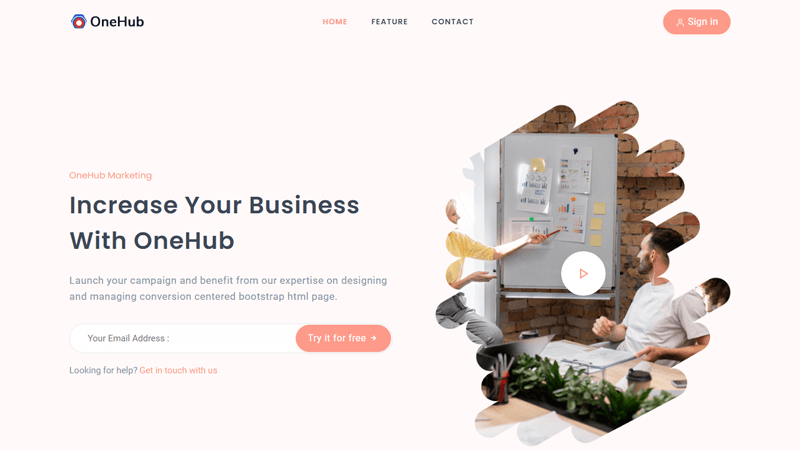 OneHub
HOME
FEATURE
CONTACT
Sign in
OneHub Marketing
Increase Your Business
With OneHub
Launch your campaign and benefit from our expertise on designing
and managing conversion centered bootstrap html page.
Your Email Address :
Try it for free
Looking for help? Get in touch with us